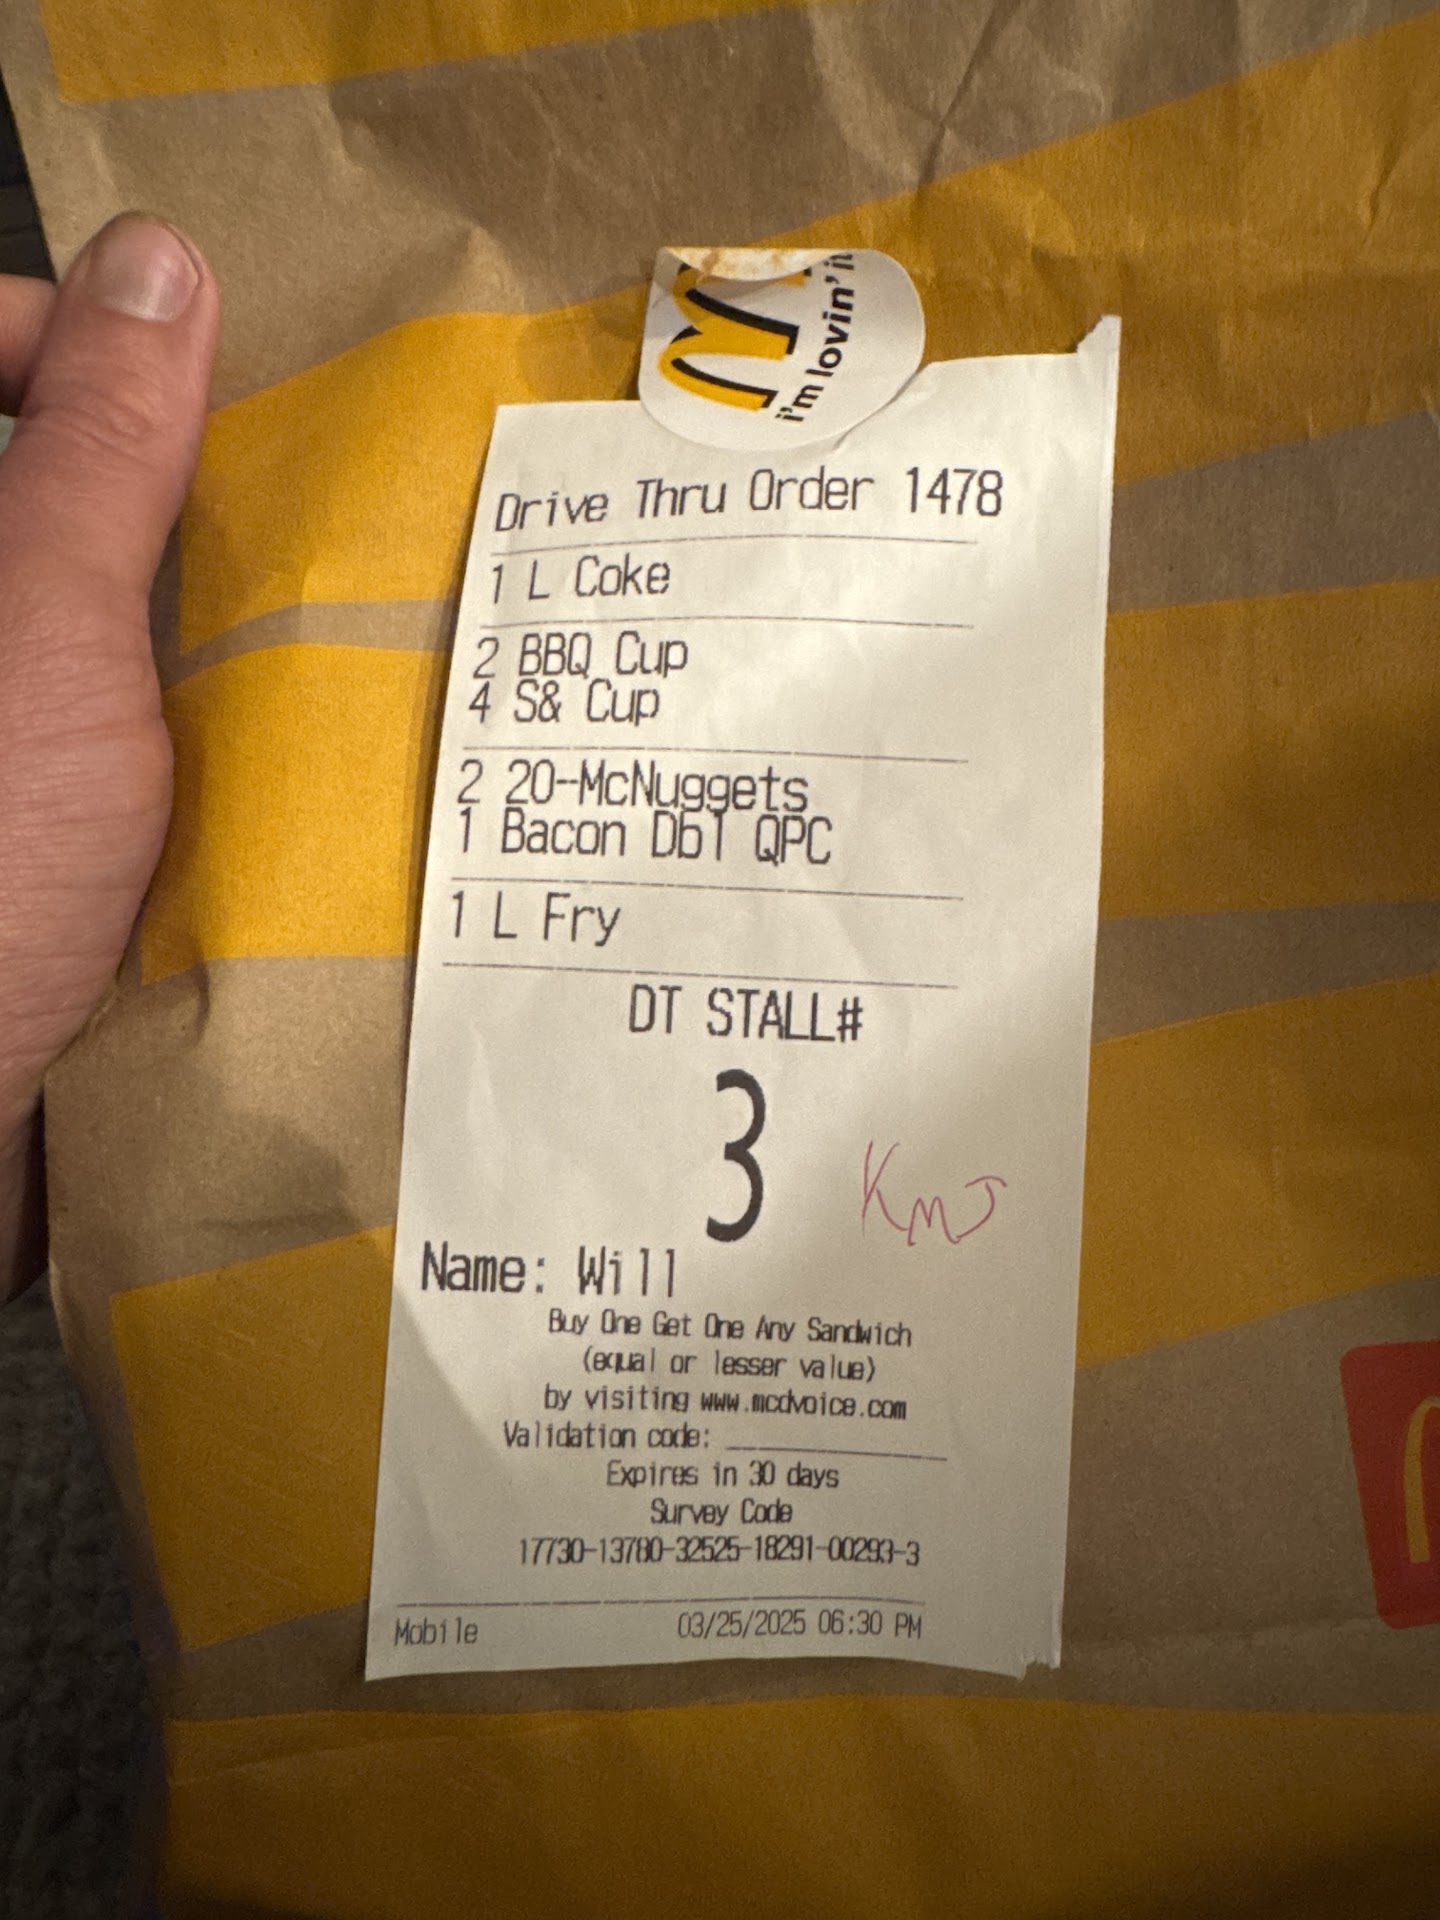 i'm lovin' it
Drive Thru Order 1478
1 L Coke
2 BBQ Cup
4 S& Cup
2 20-McNuggets
1 Bacon Dbl QPC
1 L Fry
DT STALL#
3
KMJ
Name: Will
Buy One Get One Any Sandwich
(equal or lesser value)
by visiting www.mcdvoice.com
Validation code: ____________
Expires in 30 days
Survey Code
17730-13780-32525-18291-00293-3
Mobile 03/25/2025 06:30 PM